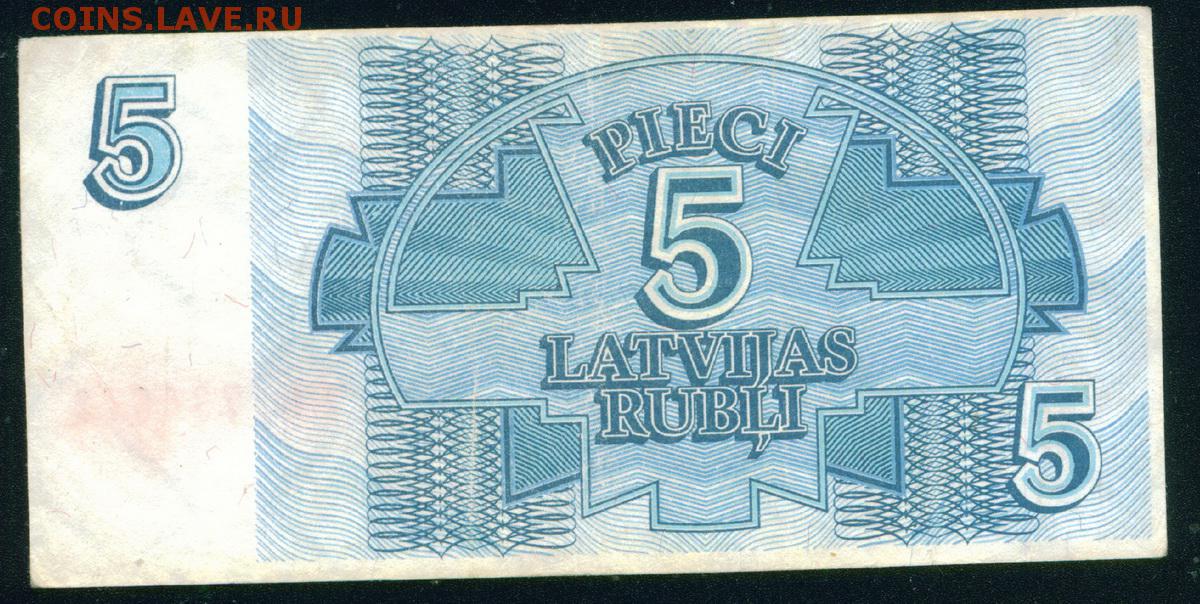 COINS.LAVE.RU
5
PIECI
5
LATVIJAS
RUBĻI
5